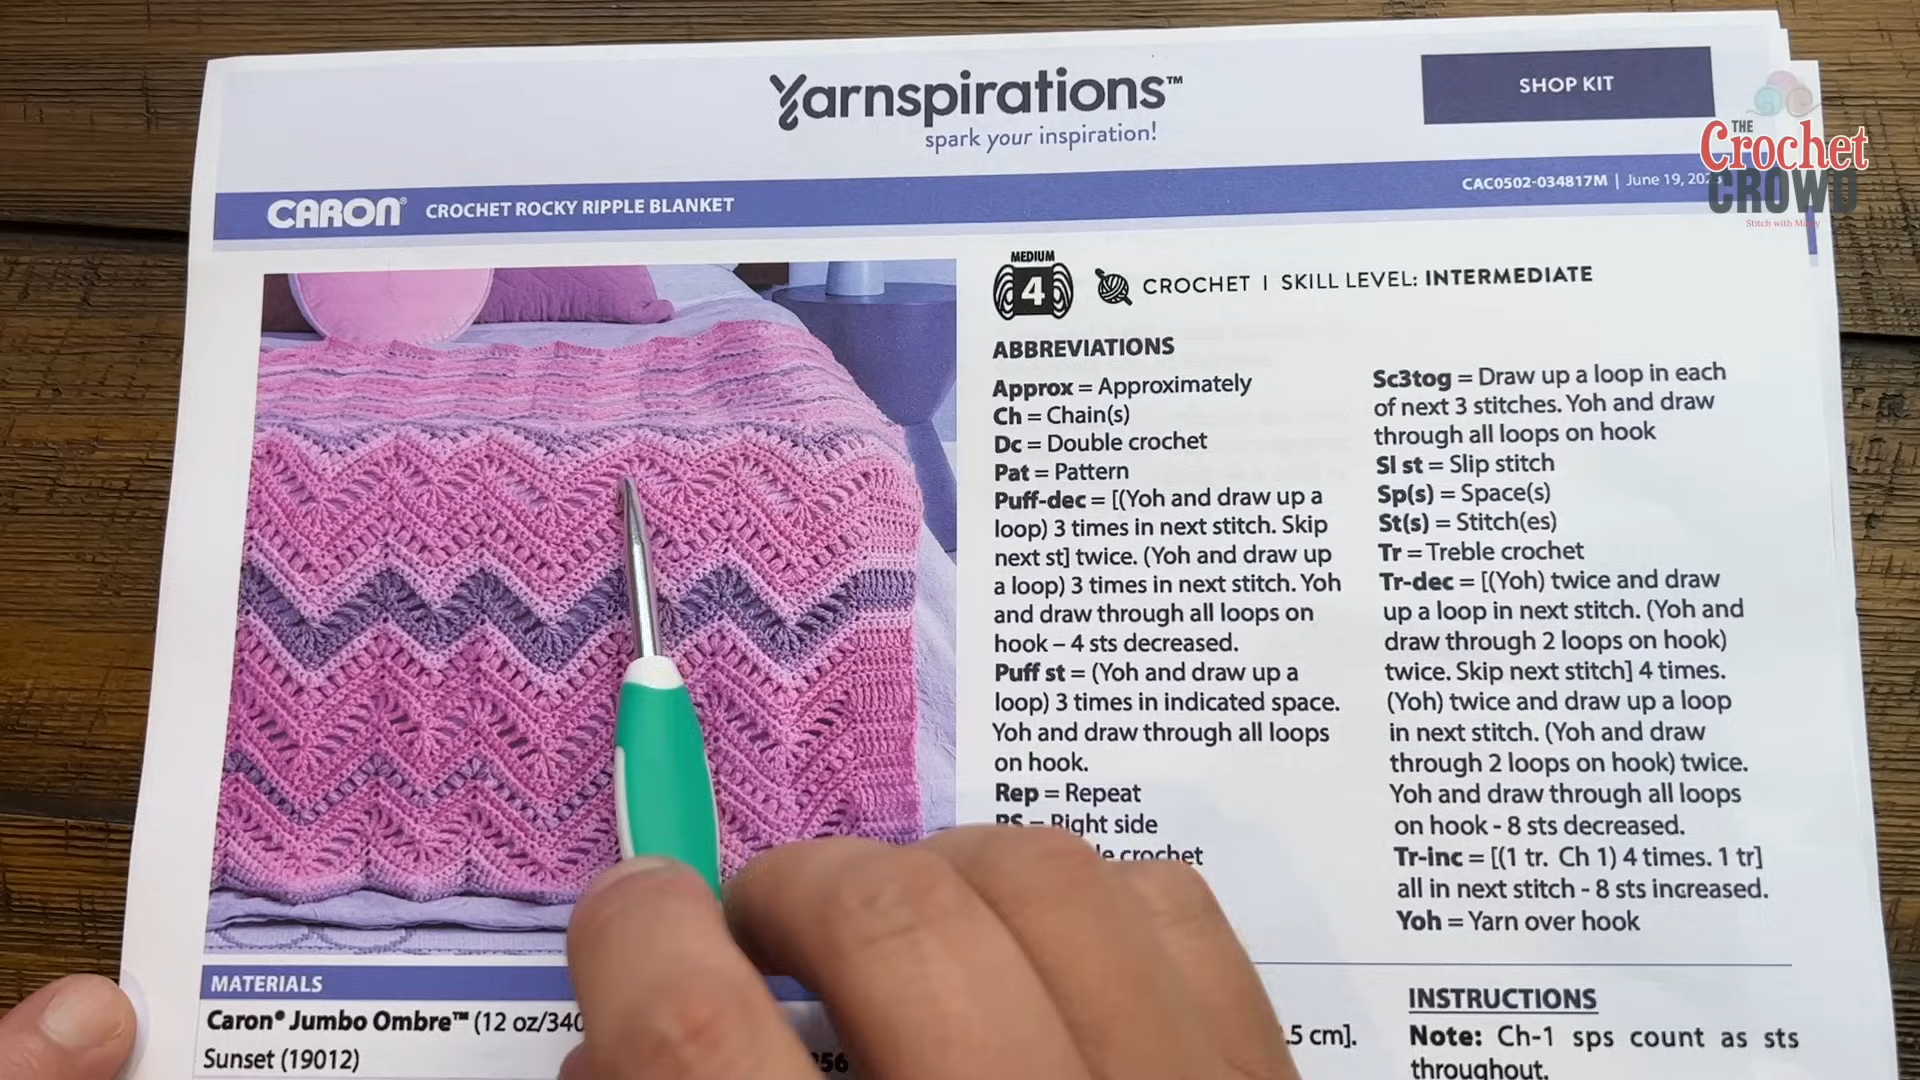 Yarnspirations™
spark your inspiration!
SHOP KIT
THE
Crochet
CROWD
CARON® CROCHET ROCKY RIPPLE BLANKET
CAC0502-034817M | June 19,
MEDIUM
4
CROCHET | SKILL LEVEL: INTERMEDIATE
ABBREVIATIONS
Approx = Approximately
Ch = Chain(s)
Dc = Double crochet
Pat = Pattern
Puff-dec = [(Yoh and draw up a
loop) 3 times in next stitch. Skip
next st] twice. (Yoh and draw up
a loop) 3 times in next stitch. Yoh
and draw through all loops on
hook – 4 sts decreased.
Puff st = (Yoh and draw up a
loop) 3 times in indicated space.
Yoh and draw through all loops
on hook.
Rep = Repeat
RS = Right side
crochet
Sc3tog = Draw up a loop in each
of next 3 stitches. Yoh and draw
through all loops on hook
Sl st = Slip stitch
Sp(s) = Space(s)
St(s) = Stitch(es)
Tr = Treble crochet
Tr-dec = [(Yoh) twice and draw
up a loop in next stitch. (Yoh and
draw through 2 loops on hook)
twice. Skip next stitch] 4 times.
(Yoh) twice and draw up a loop
in next stitch. (Yoh and draw
through 2 loops on hook) twice.
Yoh and draw through all loops
on hook - 8 sts decreased.
Tr-inc = [(1 tr. Ch 1) 4 times. 1 tr]
all in next stitch - 8 sts increased.
Yoh = Yarn over hook
MATERIALS
Caron® Jumbo Ombre™ (12 oz/340
Sunset (19012)
.5 cm].
INSTRUCTIONS
Note: Ch-1 sps count as sts
throughout.